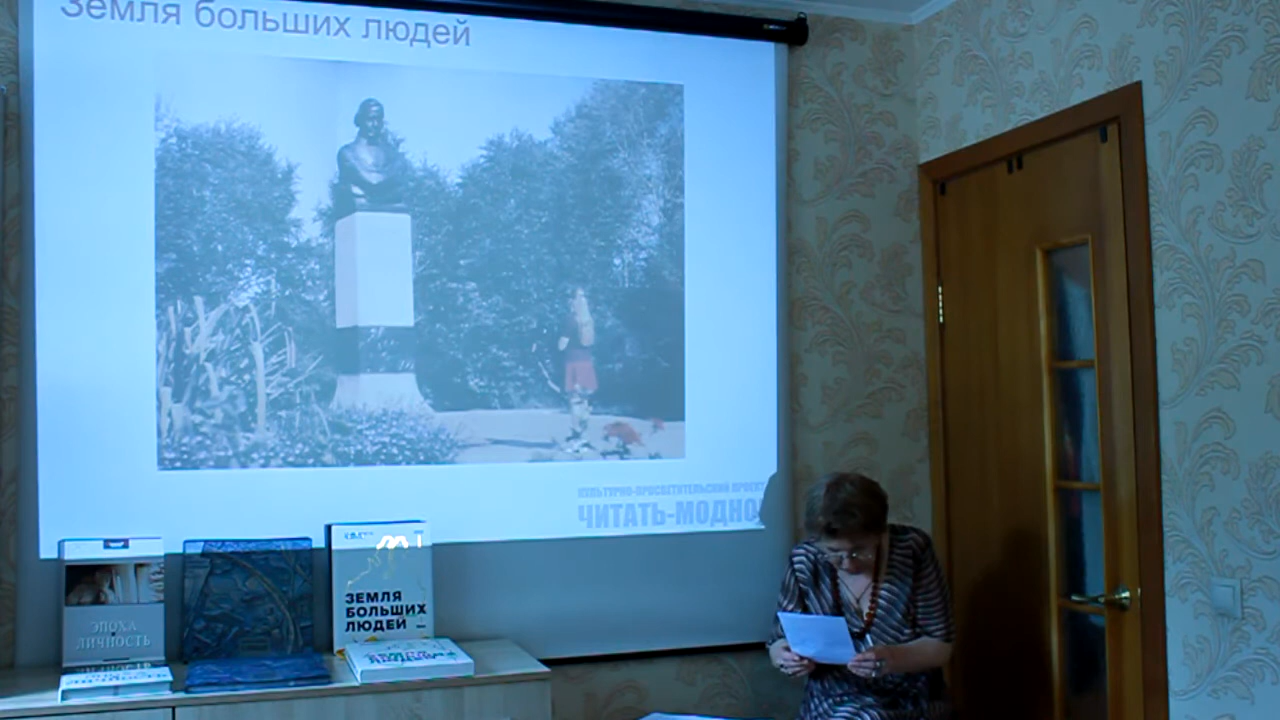 Земля больших людей
КУЛЬТУРНО-ПРОСВЕТИТЕЛЬСКИЙ ПРОЕКТ
ЧИТАТЬ-МОДНО!
ЭПОХА
ЛИЧНОСТЬ
ЗЕМЛЯ
БОЛЬШИХ
ЛЮДЕЙ